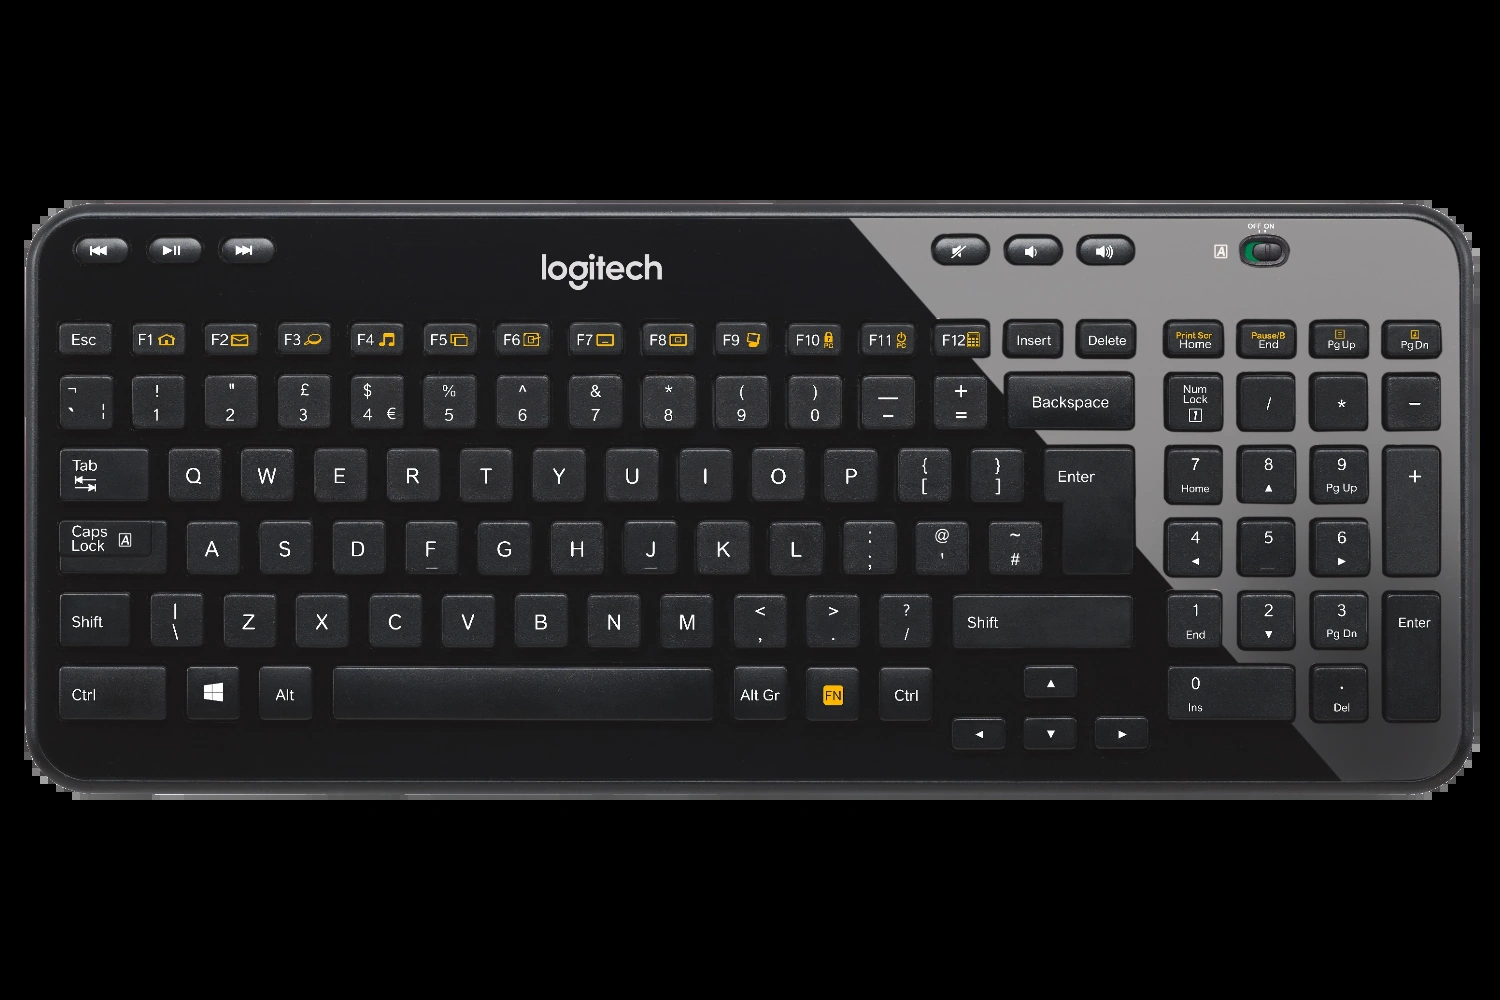 OFF ON
A
logitech
Esc F1 F2 F3 F4 F5 F6 F7 F8 F9 F10 PC F11 PC F12 Insert Delete Print Scr Home Pause/B End Pg Up Pg Dn
¬ ` ¦ ! 1 " 2 £ 3 $ 4 € % 5 ^ 6 & 7 * 8 ( 9 ) 0 _ - + = Backspace Num Lock 1 / * -
Tab Q W E R T Y U I O P { [ } ] Enter 7 Home 8 9 Pg Up +
Caps Lock A A S D F G H J K L : ; @ ' ~ # 4 5 6
Shift | \ Z X C V B N M < , > . ? / Shift 1 End 2 3 Pg Dn Enter
Ctrl Alt Alt Gr FN Ctrl 0 Ins . Del